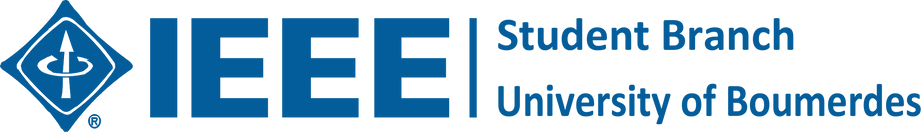 IEEE
Student Branch
University of Boumerdes
®